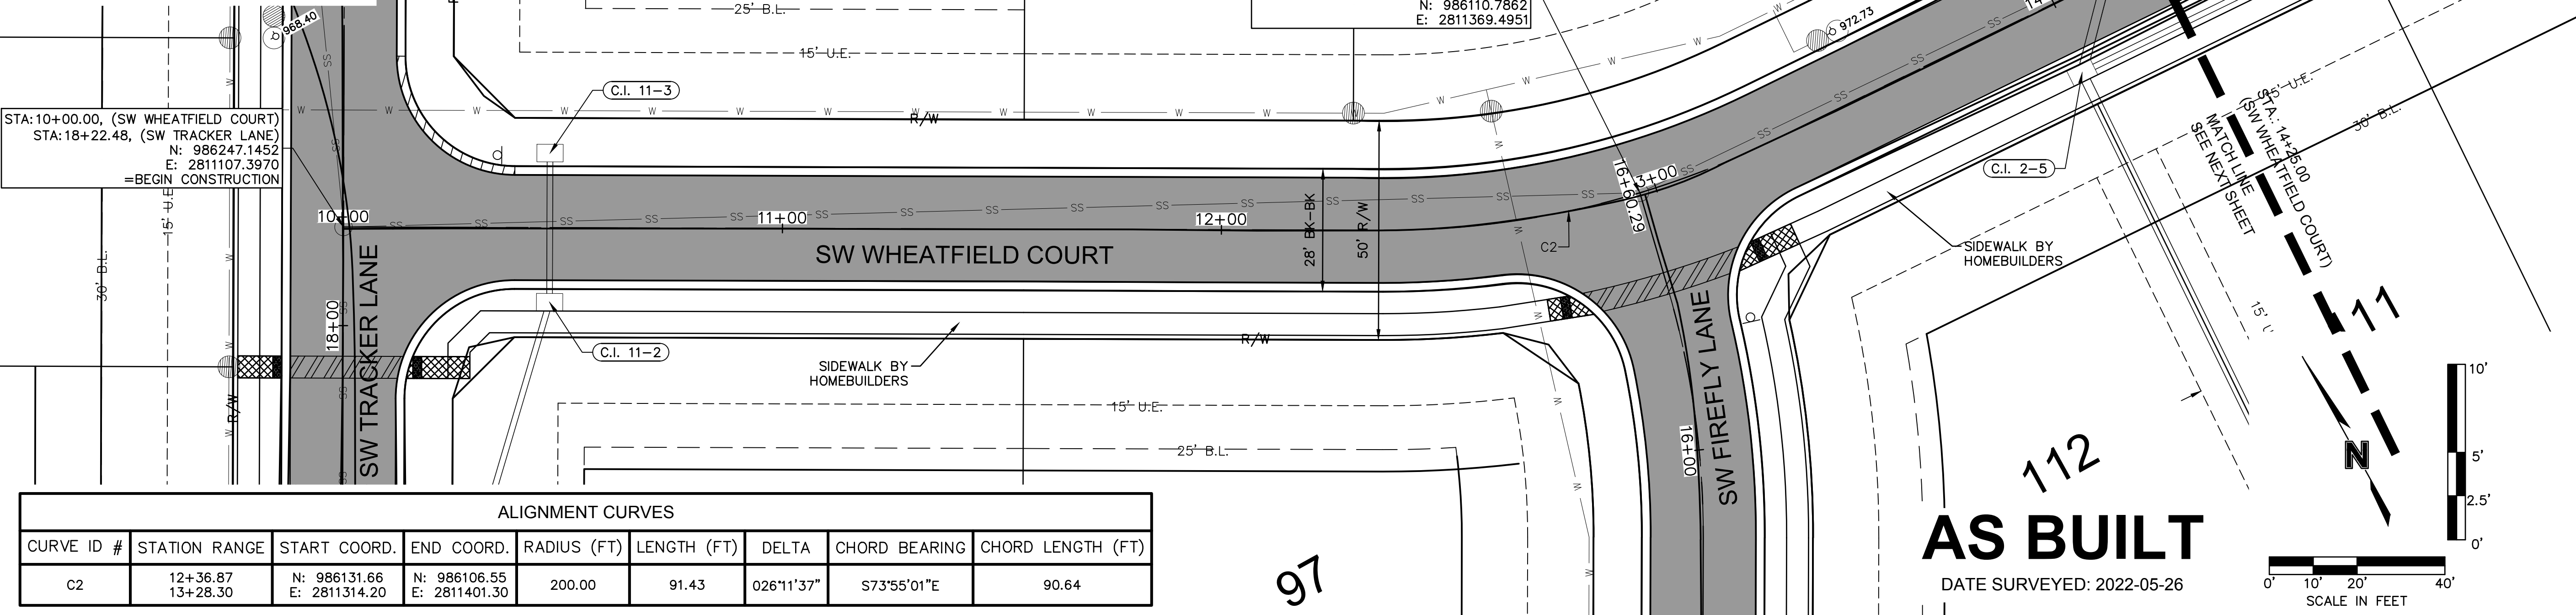 968.40
25' B.L.
15' U.E.
N: 986110.7862
E: 2811369.4951
972.73
C.I. 11-3
STA:10+00.00, (SW WHEATFIELD COURT)
STA:18+22.48, (SW TRACKER LANE)
N: 986247.1452
E: 2811107.3970
=BEGIN CONSTRUCTION
R/W
15' U.E.
30' B.L.
10+00
11+00
12+00
SW WHEATFIELD COURT
28' BK-BK
50' R/W
C2
16+60.29
13+00
C.I. 2-5
STA.: 14+25.00
(SW WHEATFIELD COURT)
MATCH LINE
SEE NEXT SHEET
15' U.E.
30' B.L.
SIDEWALK BY
HOMEBUILDERS
11
18+00
SW TRACKER LANE
R/W
C.I. 11-2
SIDEWALK BY
HOMEBUILDERS
R/W
15' U.E.
25' B.L.
SW FIREFLY LANE
16+00
112
97
N
10'
5'
2.5'
0'
ALIGNMENT CURVES
CURVE ID # STATION RANGE START COORD. END COORD. RADIUS (FT) LENGTH (FT) DELTA CHORD BEARING CHORD LENGTH (FT)
C2 12+36.87 N: 986131.66 N: 986106.55 200.00 91.43 026°11'37" S73°55'01"E 90.64
13+28.30 E: 2811314.20 E: 2811401.30
AS BUILT
DATE SURVEYED: 2022-05-26
0' 10' 20' 40'
SCALE IN FEET